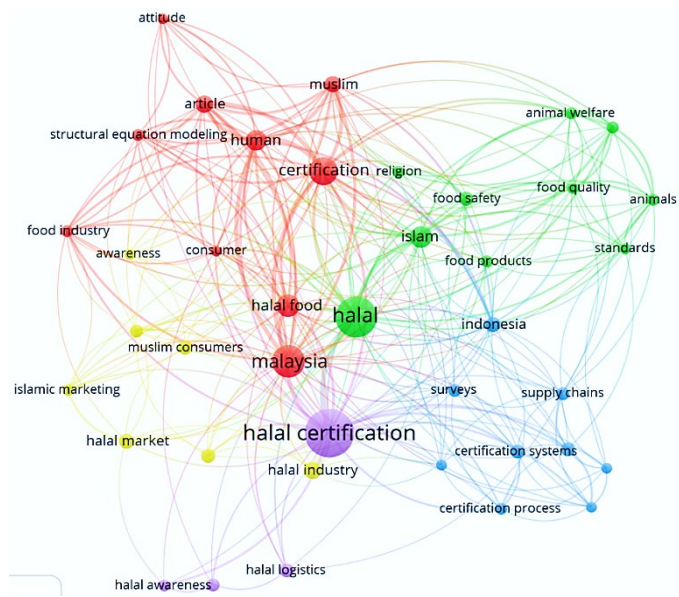 attitude
muslim
article
animal welfare
structural equation modeling
human
certification
religion
food quality
food safety
animals
food industry
islam
awareness
consumer
standards
food products
halal food
halal
indonesia
muslim consumers
malaysia
islamic marketing
surveys
supply chains
halal certification
halal market
certification systems
halal industry
certification process
halal logistics
halal awareness